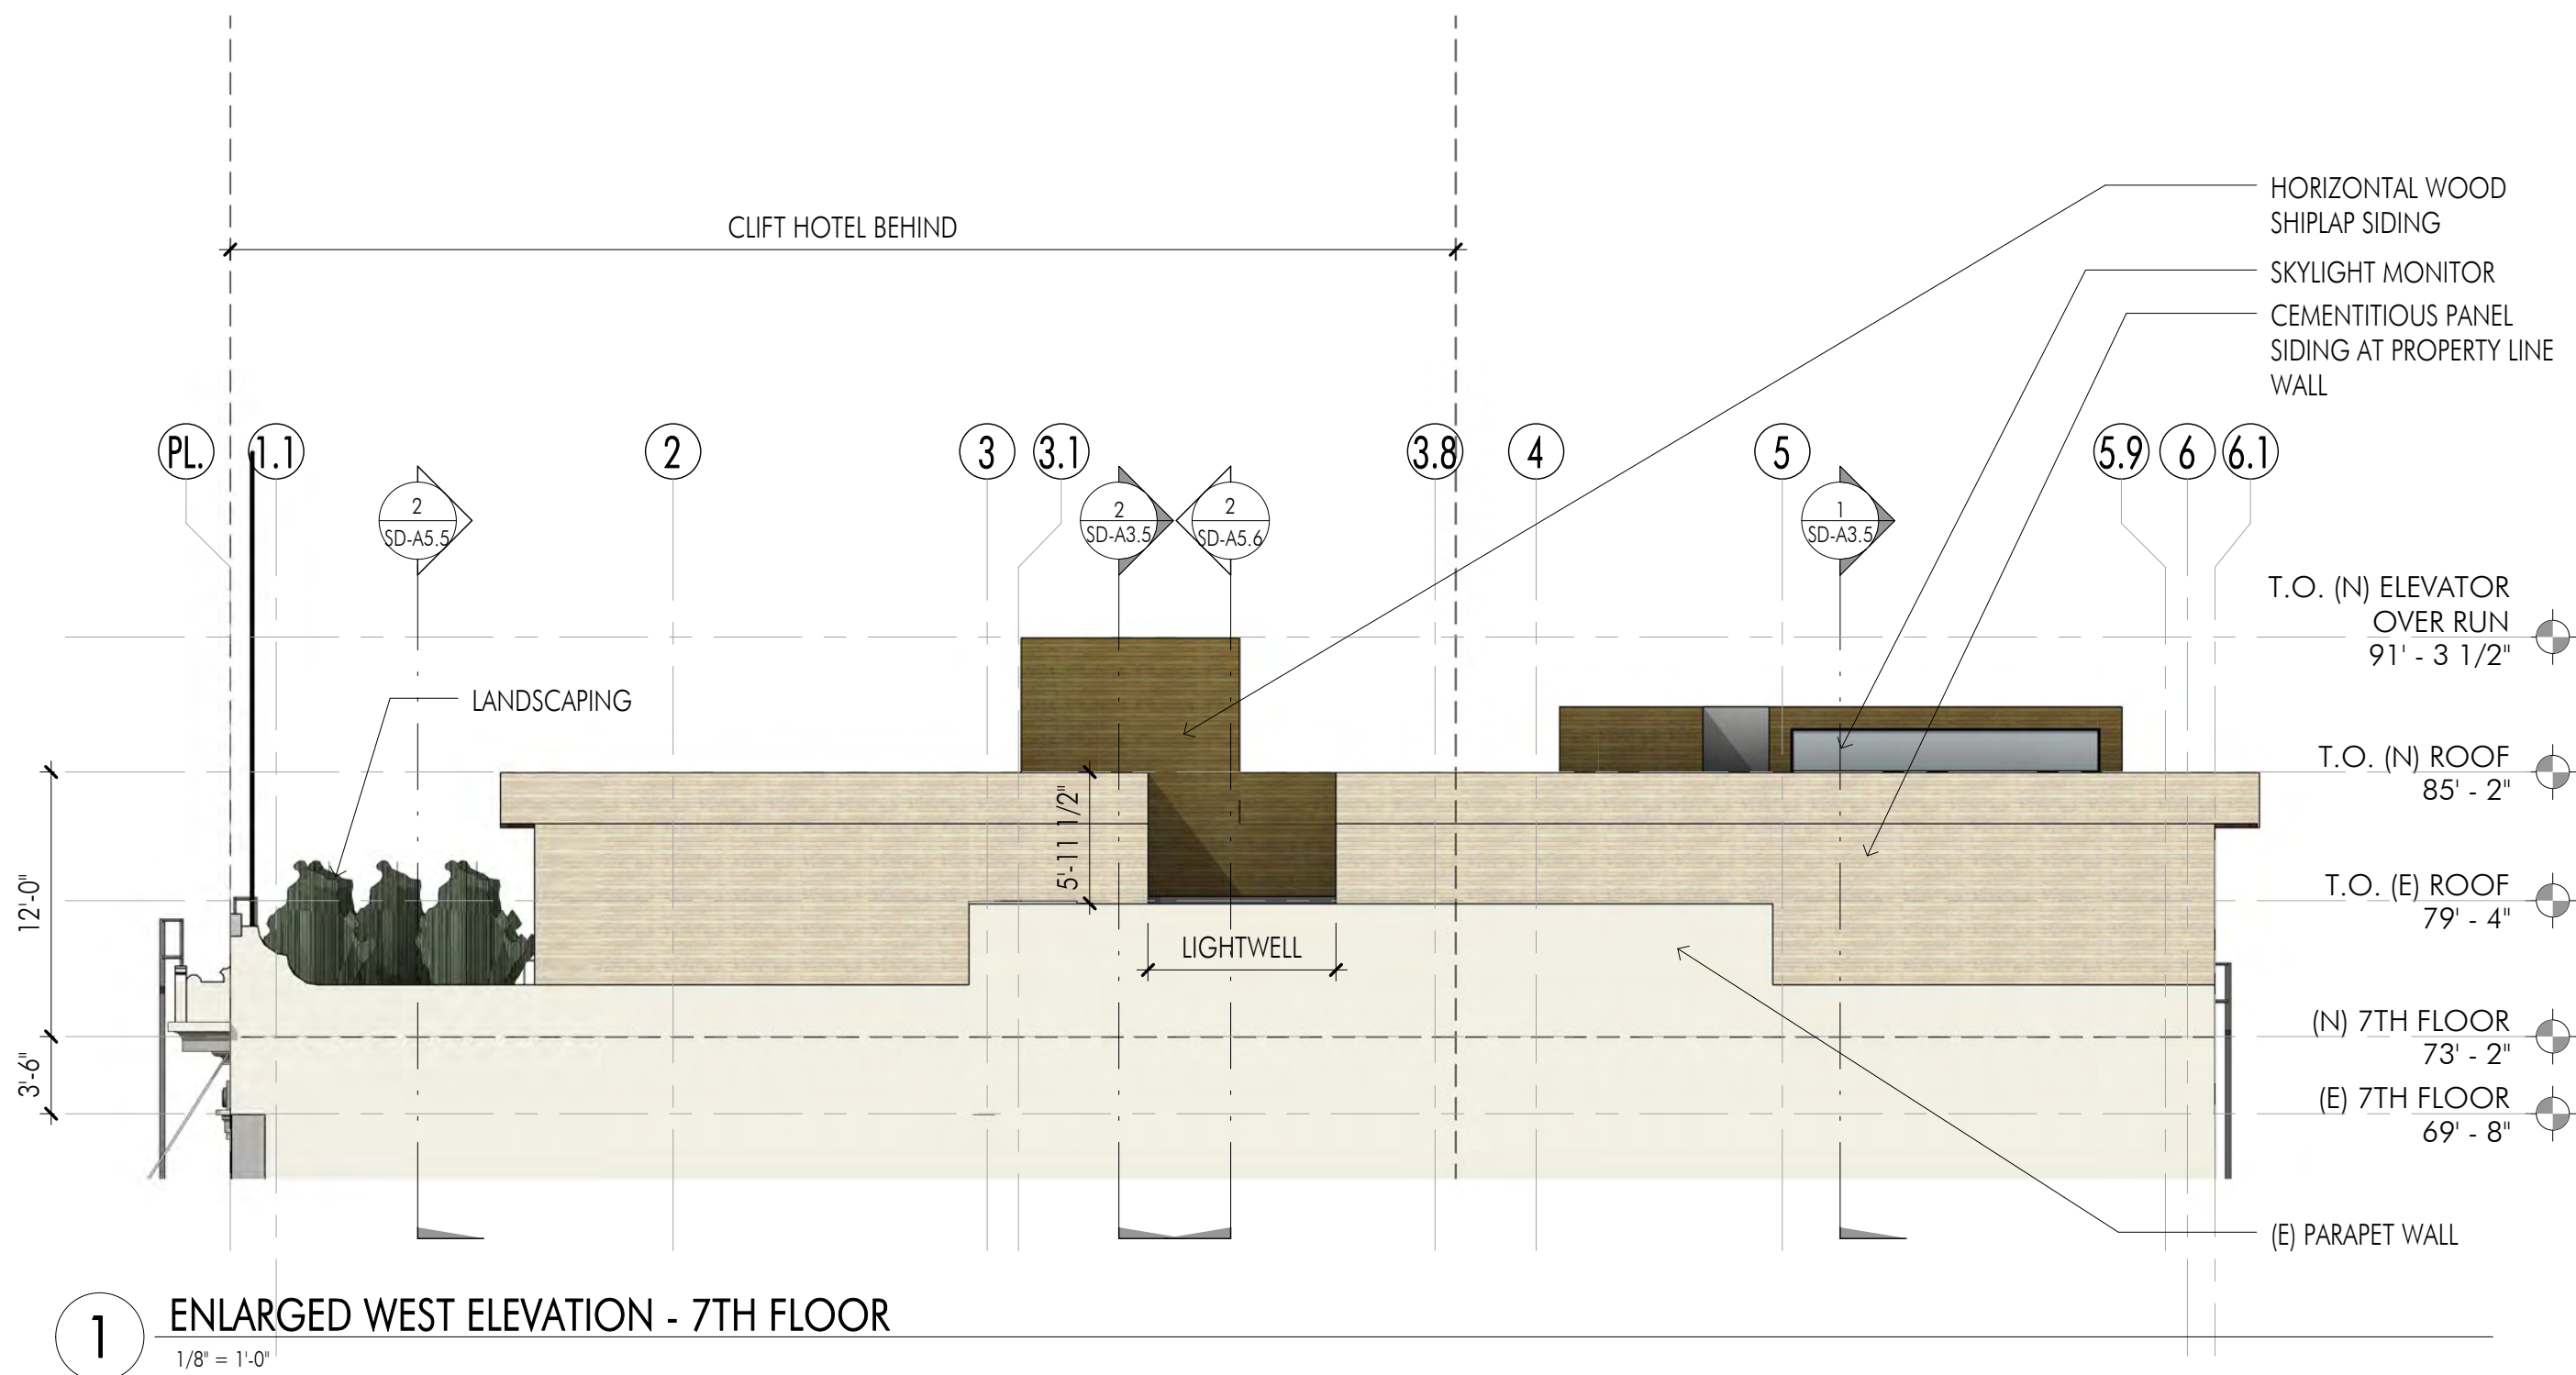 CLIFT HOTEL BEHIND
HORIZONTAL WOOD
SHIPLAP SIDING
SKYLIGHT MONITOR
CEMENTITIOUS PANEL
SIDING AT PROPERTY LINE
WALL
PL.
1.1
2
3
3.1
3.8
4
5
5.9
6
6.1
2
SD-A5.5
2
SD-A3.5
2
SD-A5.6
1
SD-A3.5
T.O. (N) ELEVATOR
OVER RUN
91' - 3 1/2"
LANDSCAPING
T.O. (N) ROOF
85' - 2"
5'-11 1/2"
12'-0"
T.O. (E) ROOF
79' - 4"
LIGHTWELL
(N) 7TH FLOOR
73' - 2"
3'-6"
(E) 7TH FLOOR
69' - 8"
(E) PARAPET WALL
1
ENLARGED WEST ELEVATION - 7TH FLOOR
1/8" = 1'-0"